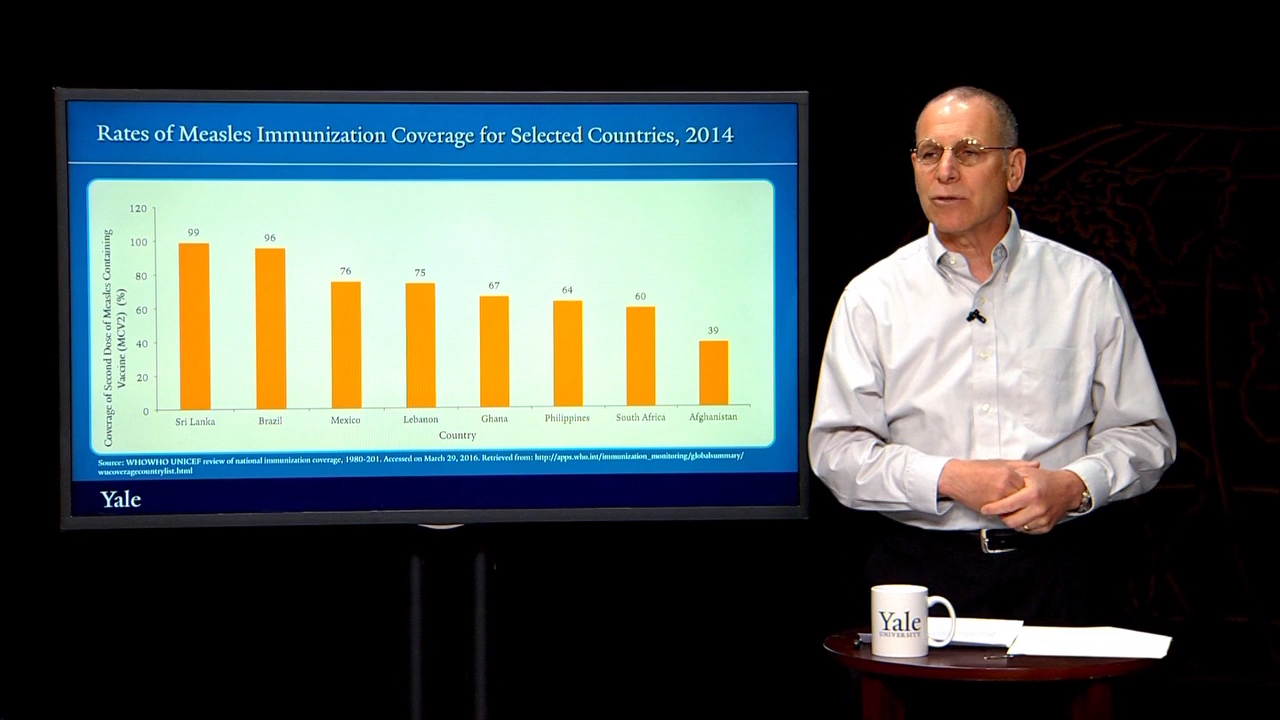 Rates of Measles Immunization Coverage for Selected Countries, 2014
Coverage of Second Dose of Measles Containing
Vaccine (MCV2) (%)
120
100
80
60
40
20
0
99
96
76
75
67
64
60
39
Sri Lanka
Brazil
Mexico
Lebanon
Ghana
Philippines
South Africa
Afghanistan
Country
Source: WHOWHO UNICEF review of national immunization coverage, 1980-201. Accessed on March 29, 2016. Retrieved from: http://apps.who.int/immunization_monitoring/globalsummary/
wucoveragecountrylist.html
Yale
Yale
UNIVERSITY